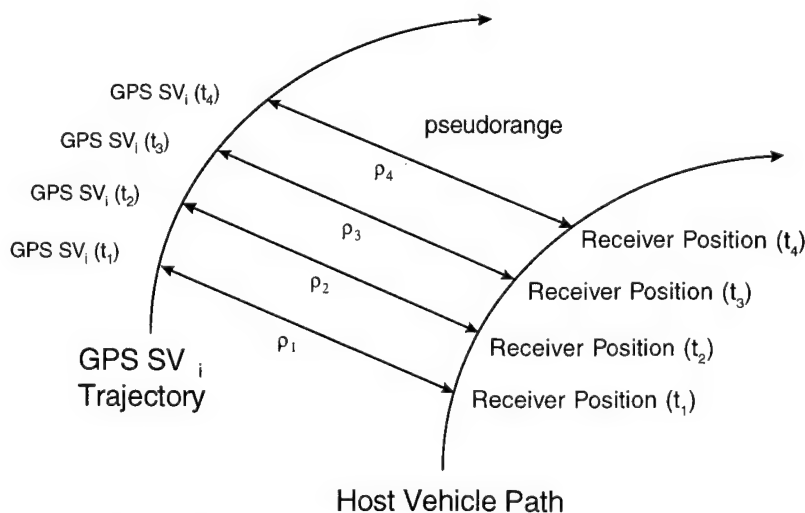 GPS SVᵢ (t₄)
pseudorange
GPS SVᵢ (t₃)
ρ₄
GPS SVᵢ (t₂)
ρ₃
Receiver Position (t₄)
GPS SVᵢ (t₁)
ρ₂
Receiver Position (t₃)
ρ₁
Receiver Position (t₂)
GPS SV ᵢ
Trajectory
Receiver Position (t₁)
Host Vehicle Path